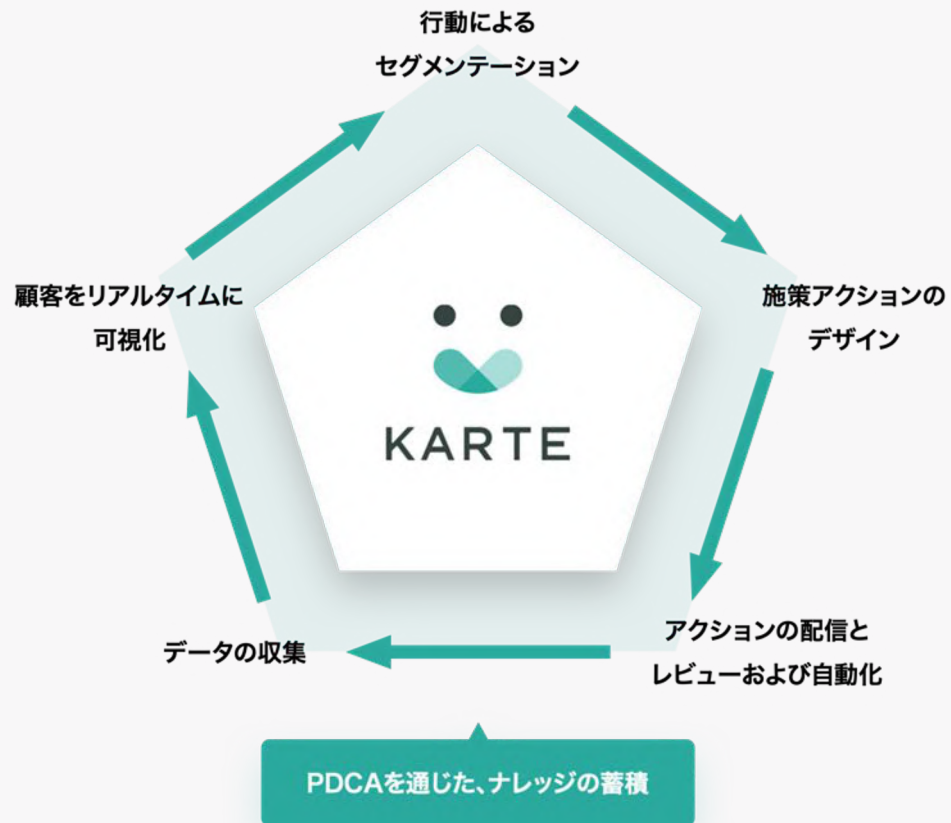 行動による
セグメンテーション
顧客をリアルタイムに
可視化
施策アクションの
デザイン
KARTE
データの収集
アクションの配信と
レビューおよび自動化
PDCAを通じた、ナレッジの蓄積